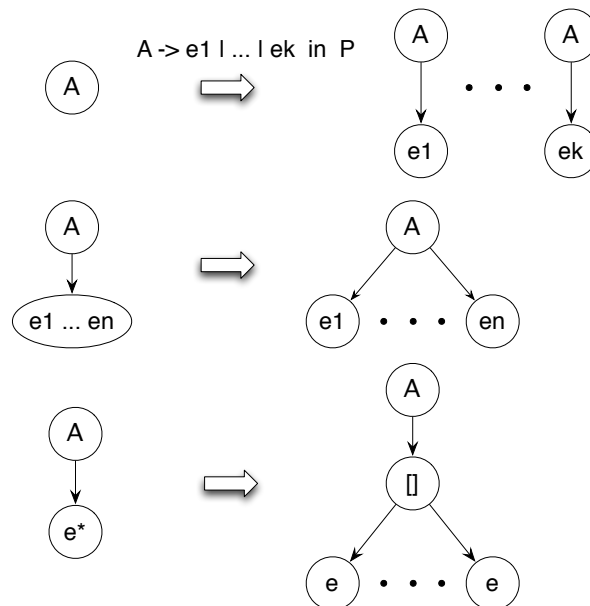 A -> e1 | ... | ek in P
A
A
A
e1
ek
A
A
e1 ... en
e1
en
A
A
[]
e*
e
e